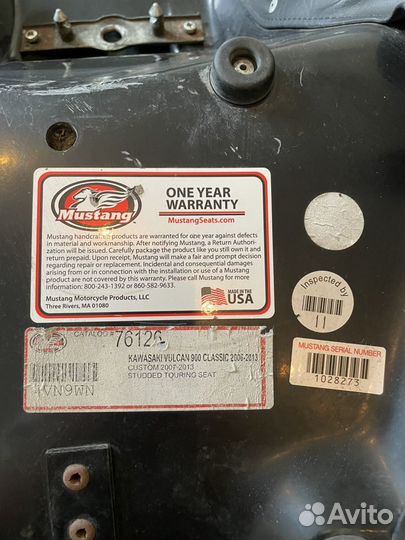 Mustang
ONE YEAR
WARRANTY
MustangSeats.com
Mustang handcrafted products are warranted for one year against defects
in material and workmanship. After notifying Mustang, a Return Authori-
zation will be issued. Carefully package the product like you still own it and
return prepaid. Upon receipt, Mustang will make a fair and prompt decision
regarding repair or replacement. Incidental and consequential damages
arising from or in connection with the installation or use of a Mustang
product are not covered by this warranty. Please call Mustang for more
information: 800-243-1392 or 860-582-9633.
Mustang Motorcycle Products, LLC
Three Rivers, MA 01080
MADE IN THE
USA
Inspected by
11
MUSTANG SERIAL NUMBER
1028273
CATALOG # 76126
KAWASAKI VULCAN 900 CLASSIC 2006-2013
CUSTOM 2007-2013
STUDDED TOURING SEAT
VN9WN
Avito